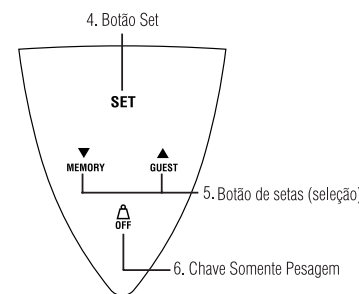 4. Botão Set
SET
MEMORY GUEST
5. Botão de setas (seleção)
OFF
6. Chave Somente Pesagem